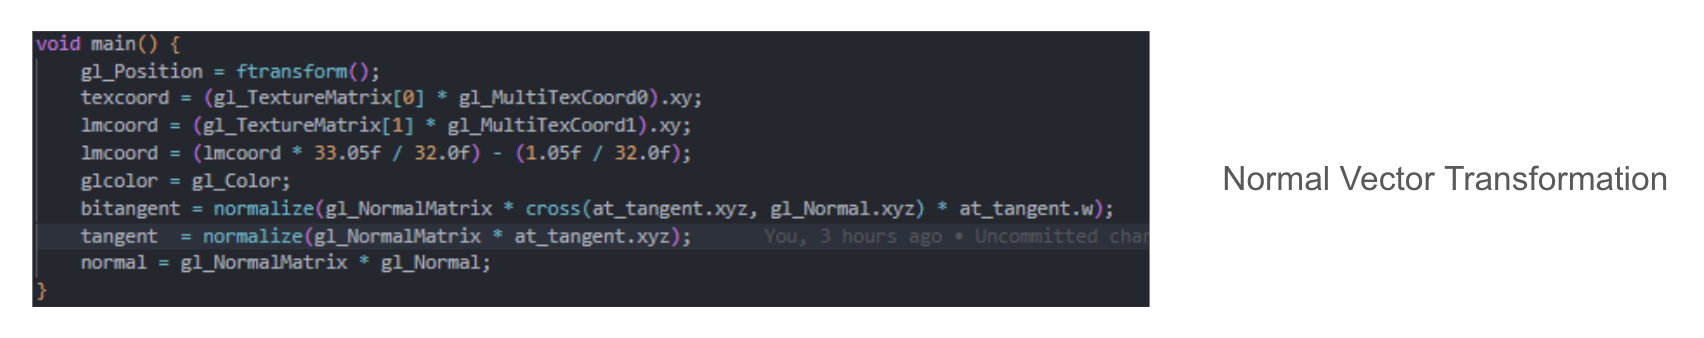 void main() {
gl_Position = ftransform();
texcoord = (gl_TextureMatrix[0] * gl_MultiTexCoord0).xy;
lmcoord = (gl_TextureMatrix[1] * gl_MultiTexCoord1).xy;
lmcoord = (lmcoord * 33.05f / 32.0f) - (1.05f / 32.0f);
glcolor = gl_Color;
bitangent = normalize(gl_NormalMatrix * cross(at_tangent.xyz, gl_Normal.xyz) * at_tangent.w);
tangent  = normalize(gl_NormalMatrix * at_tangent.xyz); You, 3 hours ago • Uncommitted char
normal = gl_NormalMatrix * gl_Normal;
}
Normal Vector Transformation